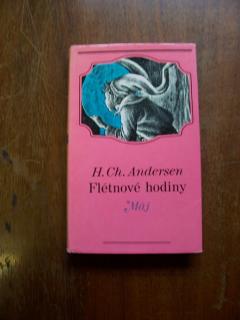 H. Ch. Andersen
Flétnové hodiny
Máj